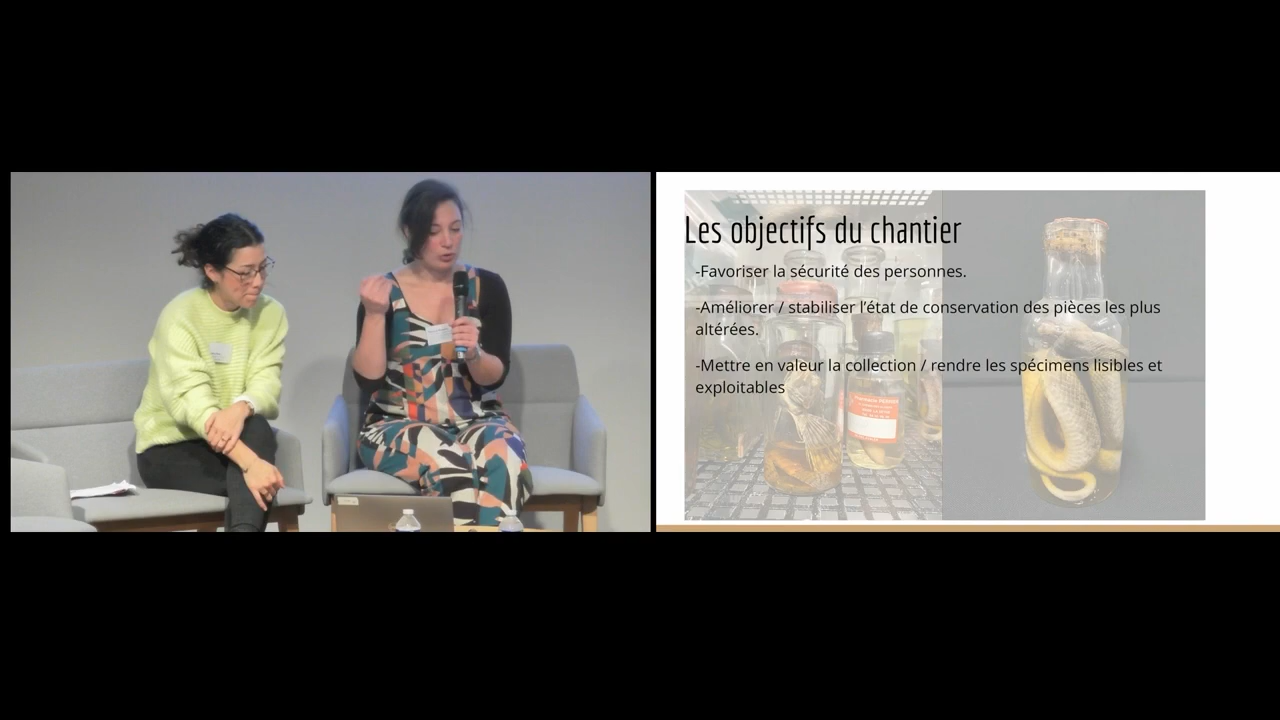 Les objectifs du chantier
-Favoriser la sécurité des personnes.
-Améliorer / stabiliser l’état de conservation des pièces les plus
altérées.
-Mettre en valeur la collection / rendre les spécimens lisibles et
exploitables